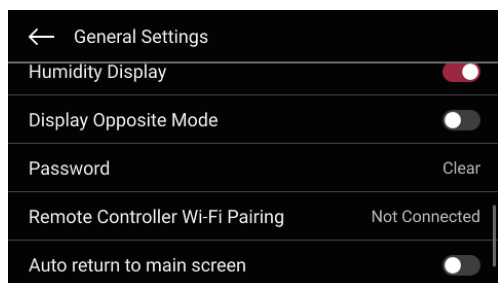 General Settings
Humidity Display
Display Opposite Mode
Password Clear
Remote Controller Wi-Fi Pairing Not Connected
Auto return to main screen